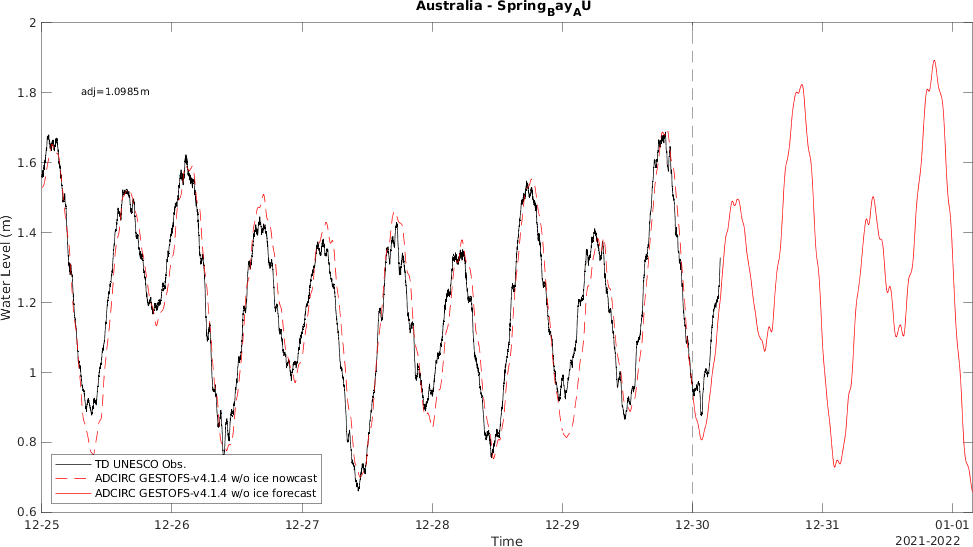 Australia - Spring_Bay_AU
2
1.8
1.6
1.4
1.2
1
0.8
0.6
Water Level (m)
adj=1.0985m
TD UNESCO Obs.
ADCIRC GESTOFS-v4.1.4 w/o ice nowcast
ADCIRC GESTOFS-v4.1.4 w/o ice forecast
12-25 12-26 12-27 12-28 12-29 12-30 12-31 01-01
Time
2021-2022